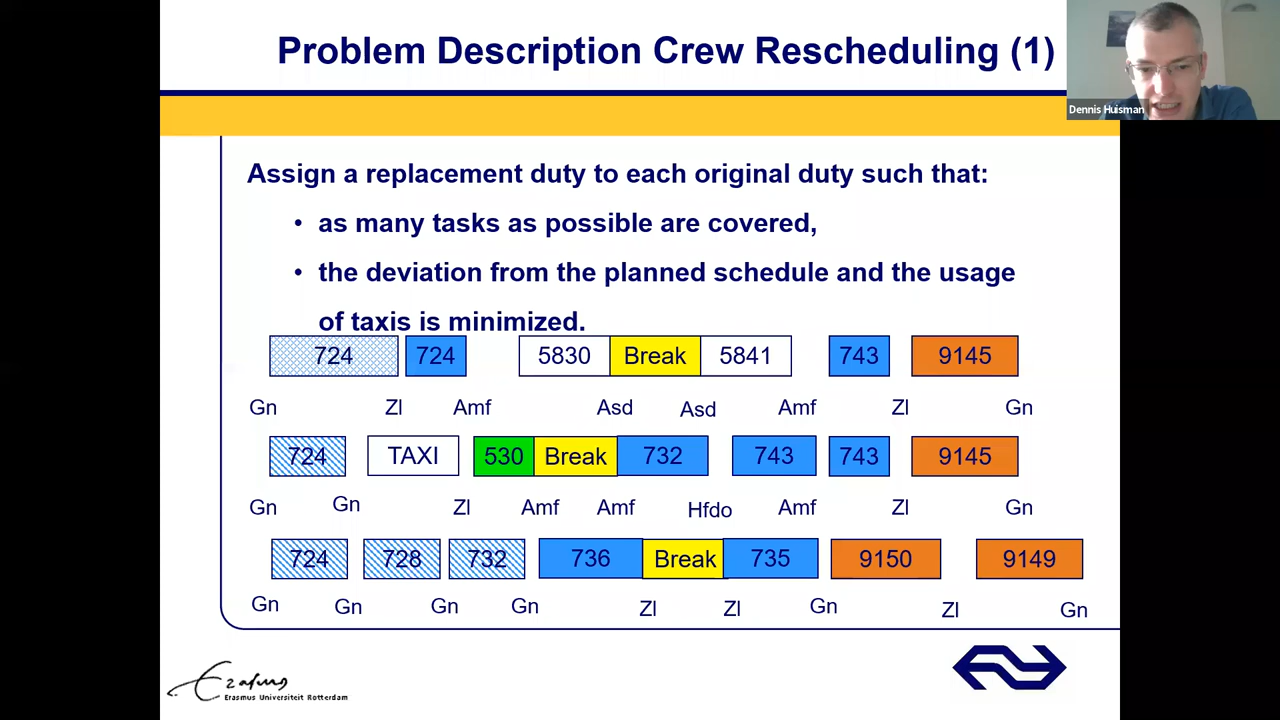 Problem Description Crew Rescheduling (1)
Dennis Huisman
Assign a replacement duty to each original duty such that:
• as many tasks as possible are covered,
• the deviation from the planned schedule and the usage
of taxis is minimized.
724 724 5830 Break 5841 743 9145
Gn Zl Amf Asd Asd Amf Zl Gn
724 TAXI 530 Break 732 743 743 9145
Gn Gn Zl Amf Amf Hfdo Amf Zl Gn
724 728 732 736 Break 735 9150 9149
Gn Gn Gn Gn Zl Zl Gn Zl Gn
Erasmus
Erasmus Universiteit Rotterdam